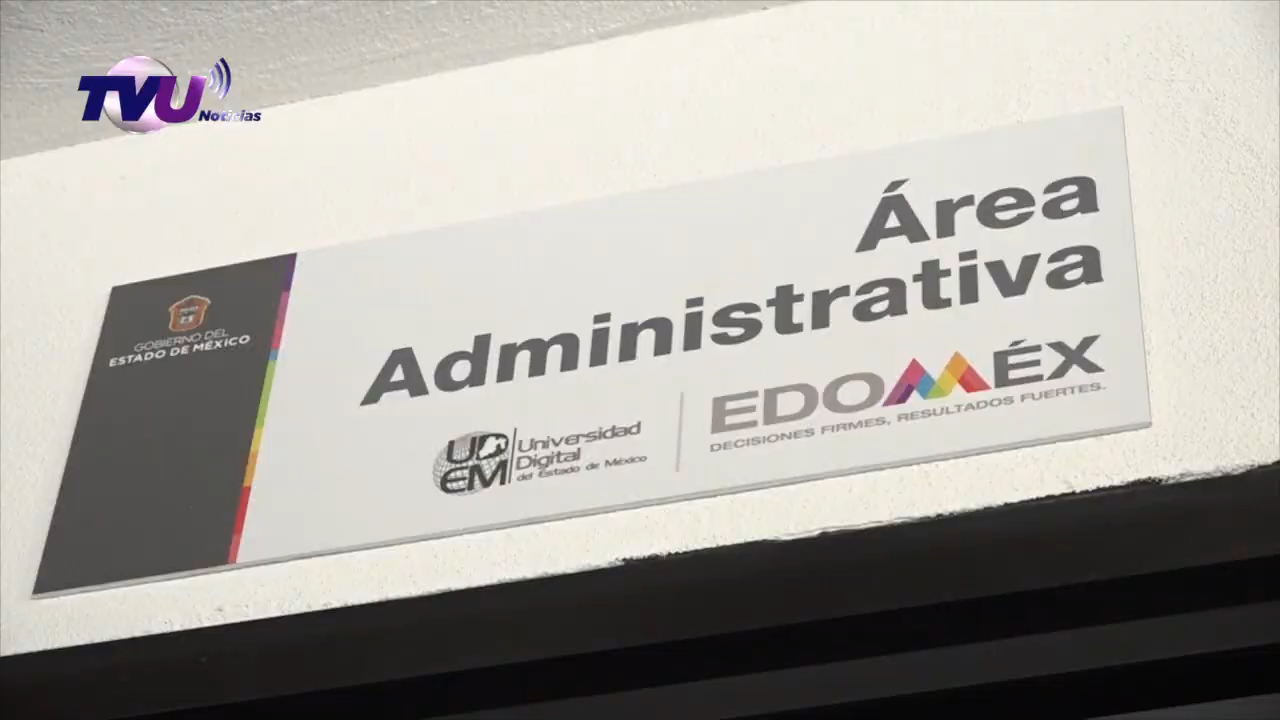 TVU
Noticias
GOBIERNO DEL
ESTADO DE MÉXICO
Área
Administrativa
UDEM
Universidad
Digital
del Estado de México
EDOMÉX
DECISIONES FIRMES, RESULTADOS FUERTES.